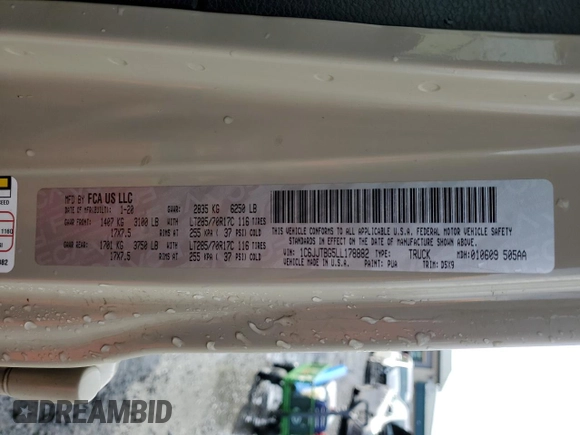 MFD BY FCA US LLC
DATE OF MFR(BUILT): 1-20 GVWR: 2835 KG 6250 LB
GAWR FRONT: 1407 KG 3100 LB WITH LT285/70R17C 116 TIRES
17X7.5 RIMS AT 255 KPA ( 37 PSI) COLD
GAWR REAR: 1701 KG 3750 LB WITH LT285/70R17C 116 TIRES
17X7.5 RIMS AT 255 KPA ( 37 PSI) COLD
THIS VEHICLE CONFORMS TO ALL APPLICABLE U.S.A. FEDERAL MOTOR VEHICLE SAFETY
STANDARDS IN EFFECT ON THE DATE OF MANUFACTURE SHOWN ABOVE.
VIN: 1C6JJTBG5LL178882 TYPE: TRUCK MDH: 010609 505AA
VEHICLE MADE IN U.S.A. PAINT: PUA TRIM: D5X9
DREAMBID